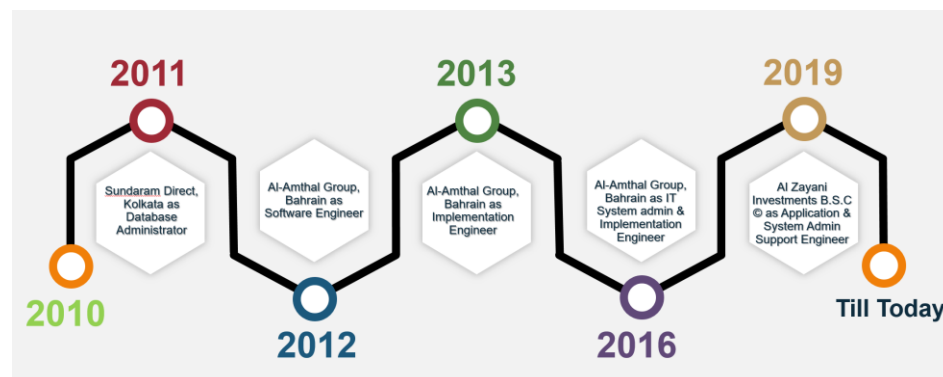 2011
2013
2019
Sundaram Direct,
Kolkata as
Database
Administrator
Al-Amthal Group,
Bahrain as
Software Engineer
Al-Amthal Group,
Bahrain as
Implementation
Engineer
Al-Amthal Group,
Bahrain as IT
System admin &
Implementation
Engineer
Al Zayani
Investments B.S.C
© as Application &
System Admin
Support Engineer
2010
2012
2016
Till Today